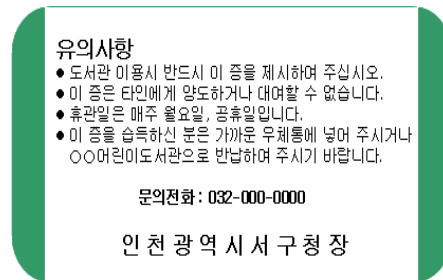 유의사항
● 도서관 이용시 반드시 이 증을 제시하여 주십시오.
● 이 증은 타인에게 양도하거나 대여할 수 없습니다.
● 휴관일은 매주 월요일, 공휴일입니다.
● 이 증을 습득하신 분은 가까운 우체통에 넣어 주시거나
○○어린이도서관으로 반납하여 주시기 바랍니다.
문의전화 : 032-000-0000
인천광역시서구청장